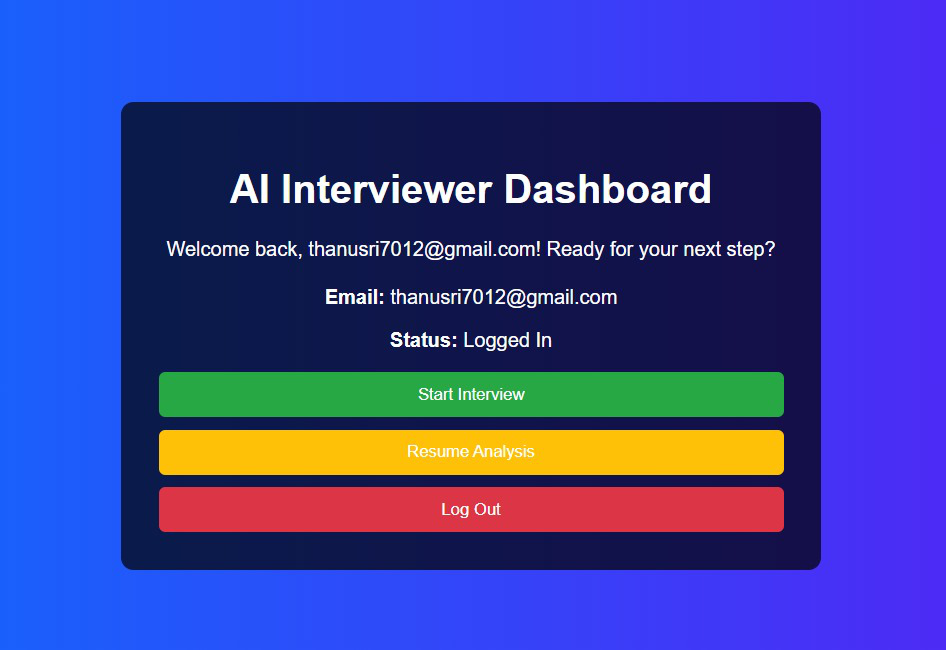 AI Interviewer Dashboard
Welcome back, thanusri7012@gmail.com! Ready for your next step?
Email: thanusri7012@gmail.com
Status: Logged In
Start Interview
Resume Analysis
Log Out